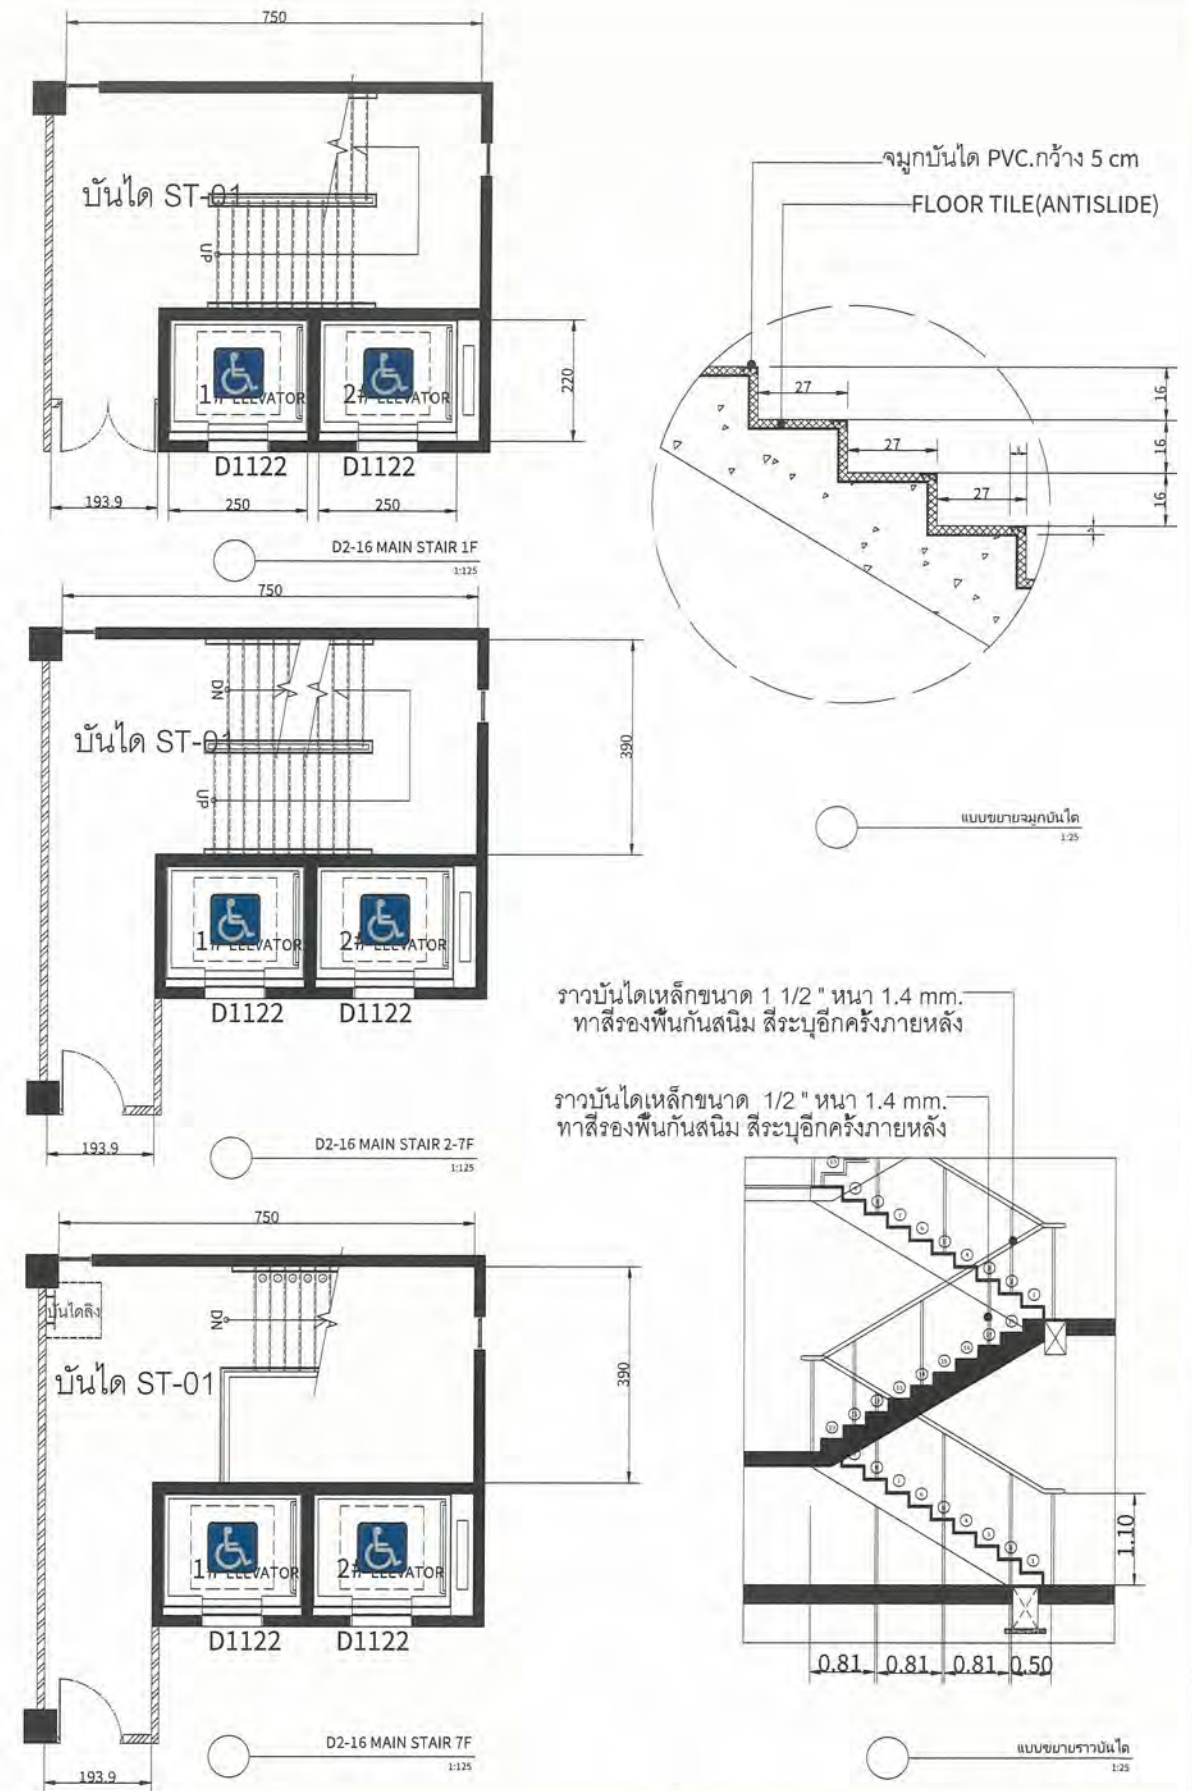 750
บันได ST-01
UP
1# ELEVATOR
2# ELEVATOR
220
D1122
D1122
193.9
250
250
D2-16 MAIN STAIR 1F
1:125
จมูกบันได PVC.กว้าง 5 cm
FLOOR TILE(ANTISLIDE)
27
16
27
16
27
16
แบบขยายจมูกบันได
1:25
750
DN
บันได ST-01
UP
390
1# ELEVATOR
2# ELEVATOR
D1122
D1122
193.9
D2-16 MAIN STAIR 2-7F
1:125
ราวบันไดเหล็กขนาด 1 1/2 " หนา 1.4 mm.
ทาสีรองพื้นกันสนิม สีระบุอีกครั้งภายหลัง
ราวบันไดเหล็กขนาด 1/2 " หนา 1.4 mm.
ทาสีรองพื้นกันสนิม สีระบุอีกครั้งภายหลัง
1.10
0.81
0.81
0.81
0.50
แบบขยายราวบันได
1:25
750
บันไดลิง
DN
บันได ST-01
390
1# ELEVATOR
2# ELEVATOR
D1122
D1122
193.9
D2-16 MAIN STAIR 7F
1:125